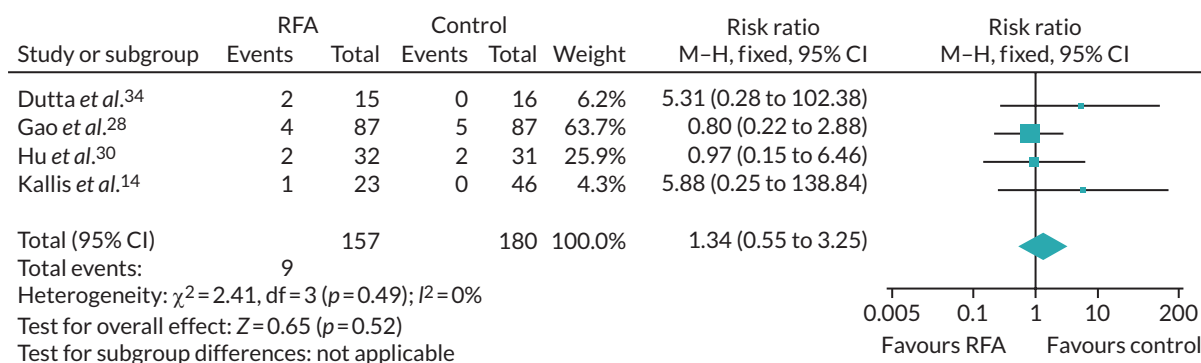 RFA Control Risk ratio Risk ratio
Study or subgroup Events Total Events Total Weight M–H, fixed, 95% CI M–H, fixed, 95% CI
Dutta et al.34 2 15 0 16 6.2% 5.31 (0.28 to 102.38)
Gao et al.28 4 87 5 87 63.7% 0.80 (0.22 to 2.88)
Hu et al.30 2 32 2 31 25.9% 0.97 (0.15 to 6.46)
Kallis et al.14 1 23 0 46 4.3% 5.88 (0.25 to 138.84)
Total (95% CI) 157 180 100.0% 1.34 (0.55 to 3.25)
Total events: 9
Heterogeneity: χ2 = 2.41, df = 3 (p = 0.49); I2 = 0%
Test for overall effect: Z = 0.65 (p = 0.52)
Test for subgroup differences: not applicable
0.005 0.1 1 10 200
Favours RFA Favours control